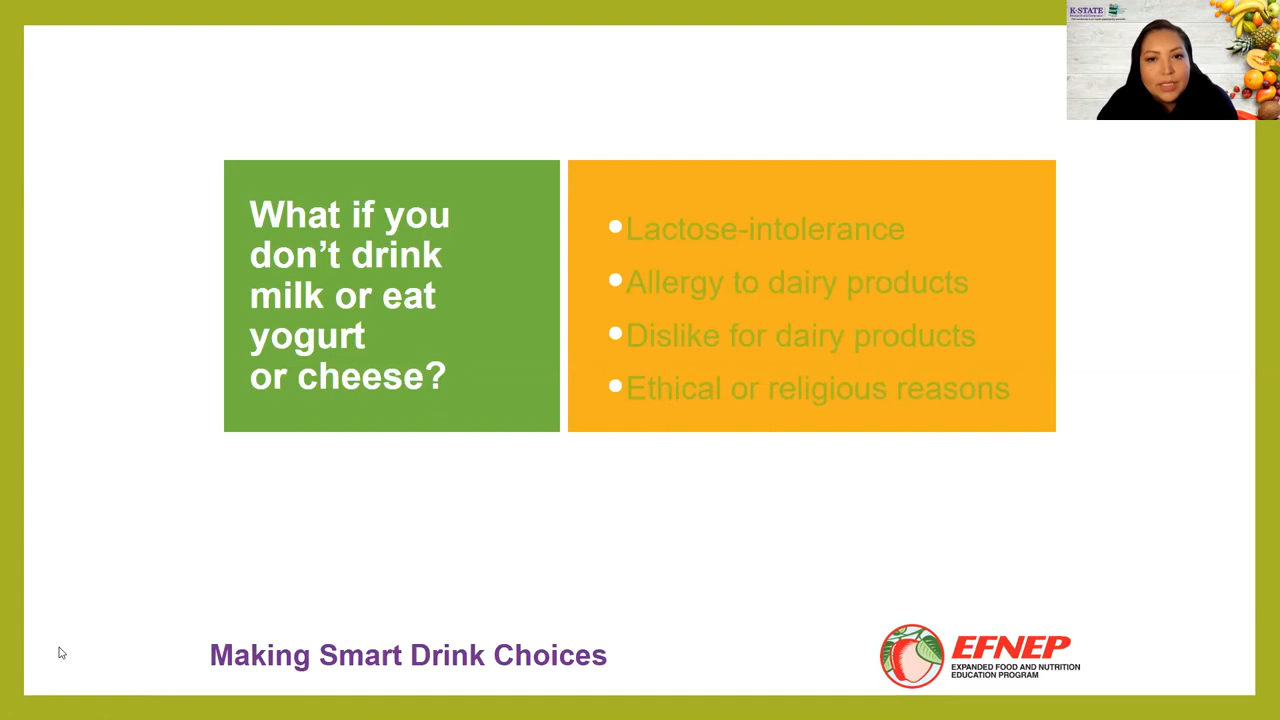 K-STATE
What if you
don’t drink
milk or eat
yogurt
or cheese?
•Lactose-intolerance
•Allergy to dairy products
•Dislike for dairy products
•Ethical or religious reasons
Making Smart Drink Choices
EFNEP
EXPANDED FOOD AND NUTRITION
EDUCATION PROGRAM